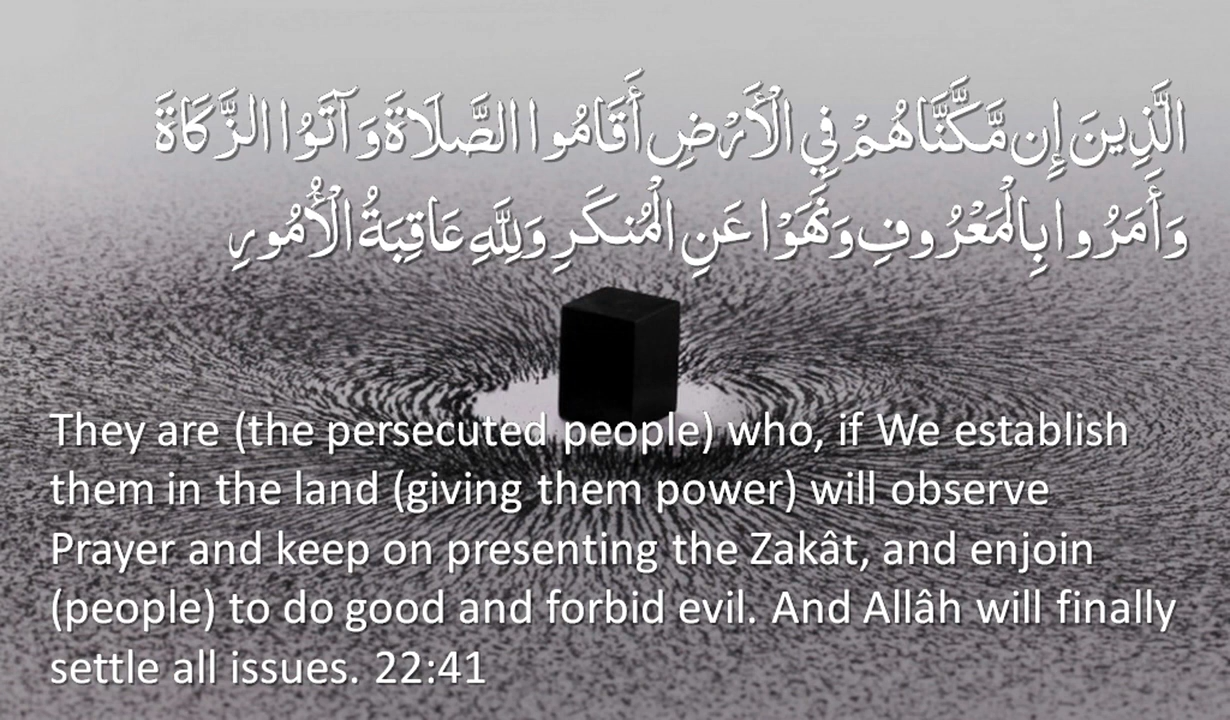 الَّذِينَ إِن مَّكَّنَّاهُمْ فِي الْأَرْضِ أَقَامُوا الصَّلَاةَ وَآتَوُا الزَّكَاةَ
وَأَمَرُوا بِالْمَعْرُوفِ وَنَهَوْا عَنِ الْمُنكَرِ وَلِلَّهِ عَاقِبَةُ الْأُمُورِ
They are (the persecuted people) who, if We establish
them in the land (giving them power) will observe
Prayer and keep on presenting the Zakât, and enjoin
(people) to do good and forbid evil. And Allâh will finally
settle all issues. 22:41